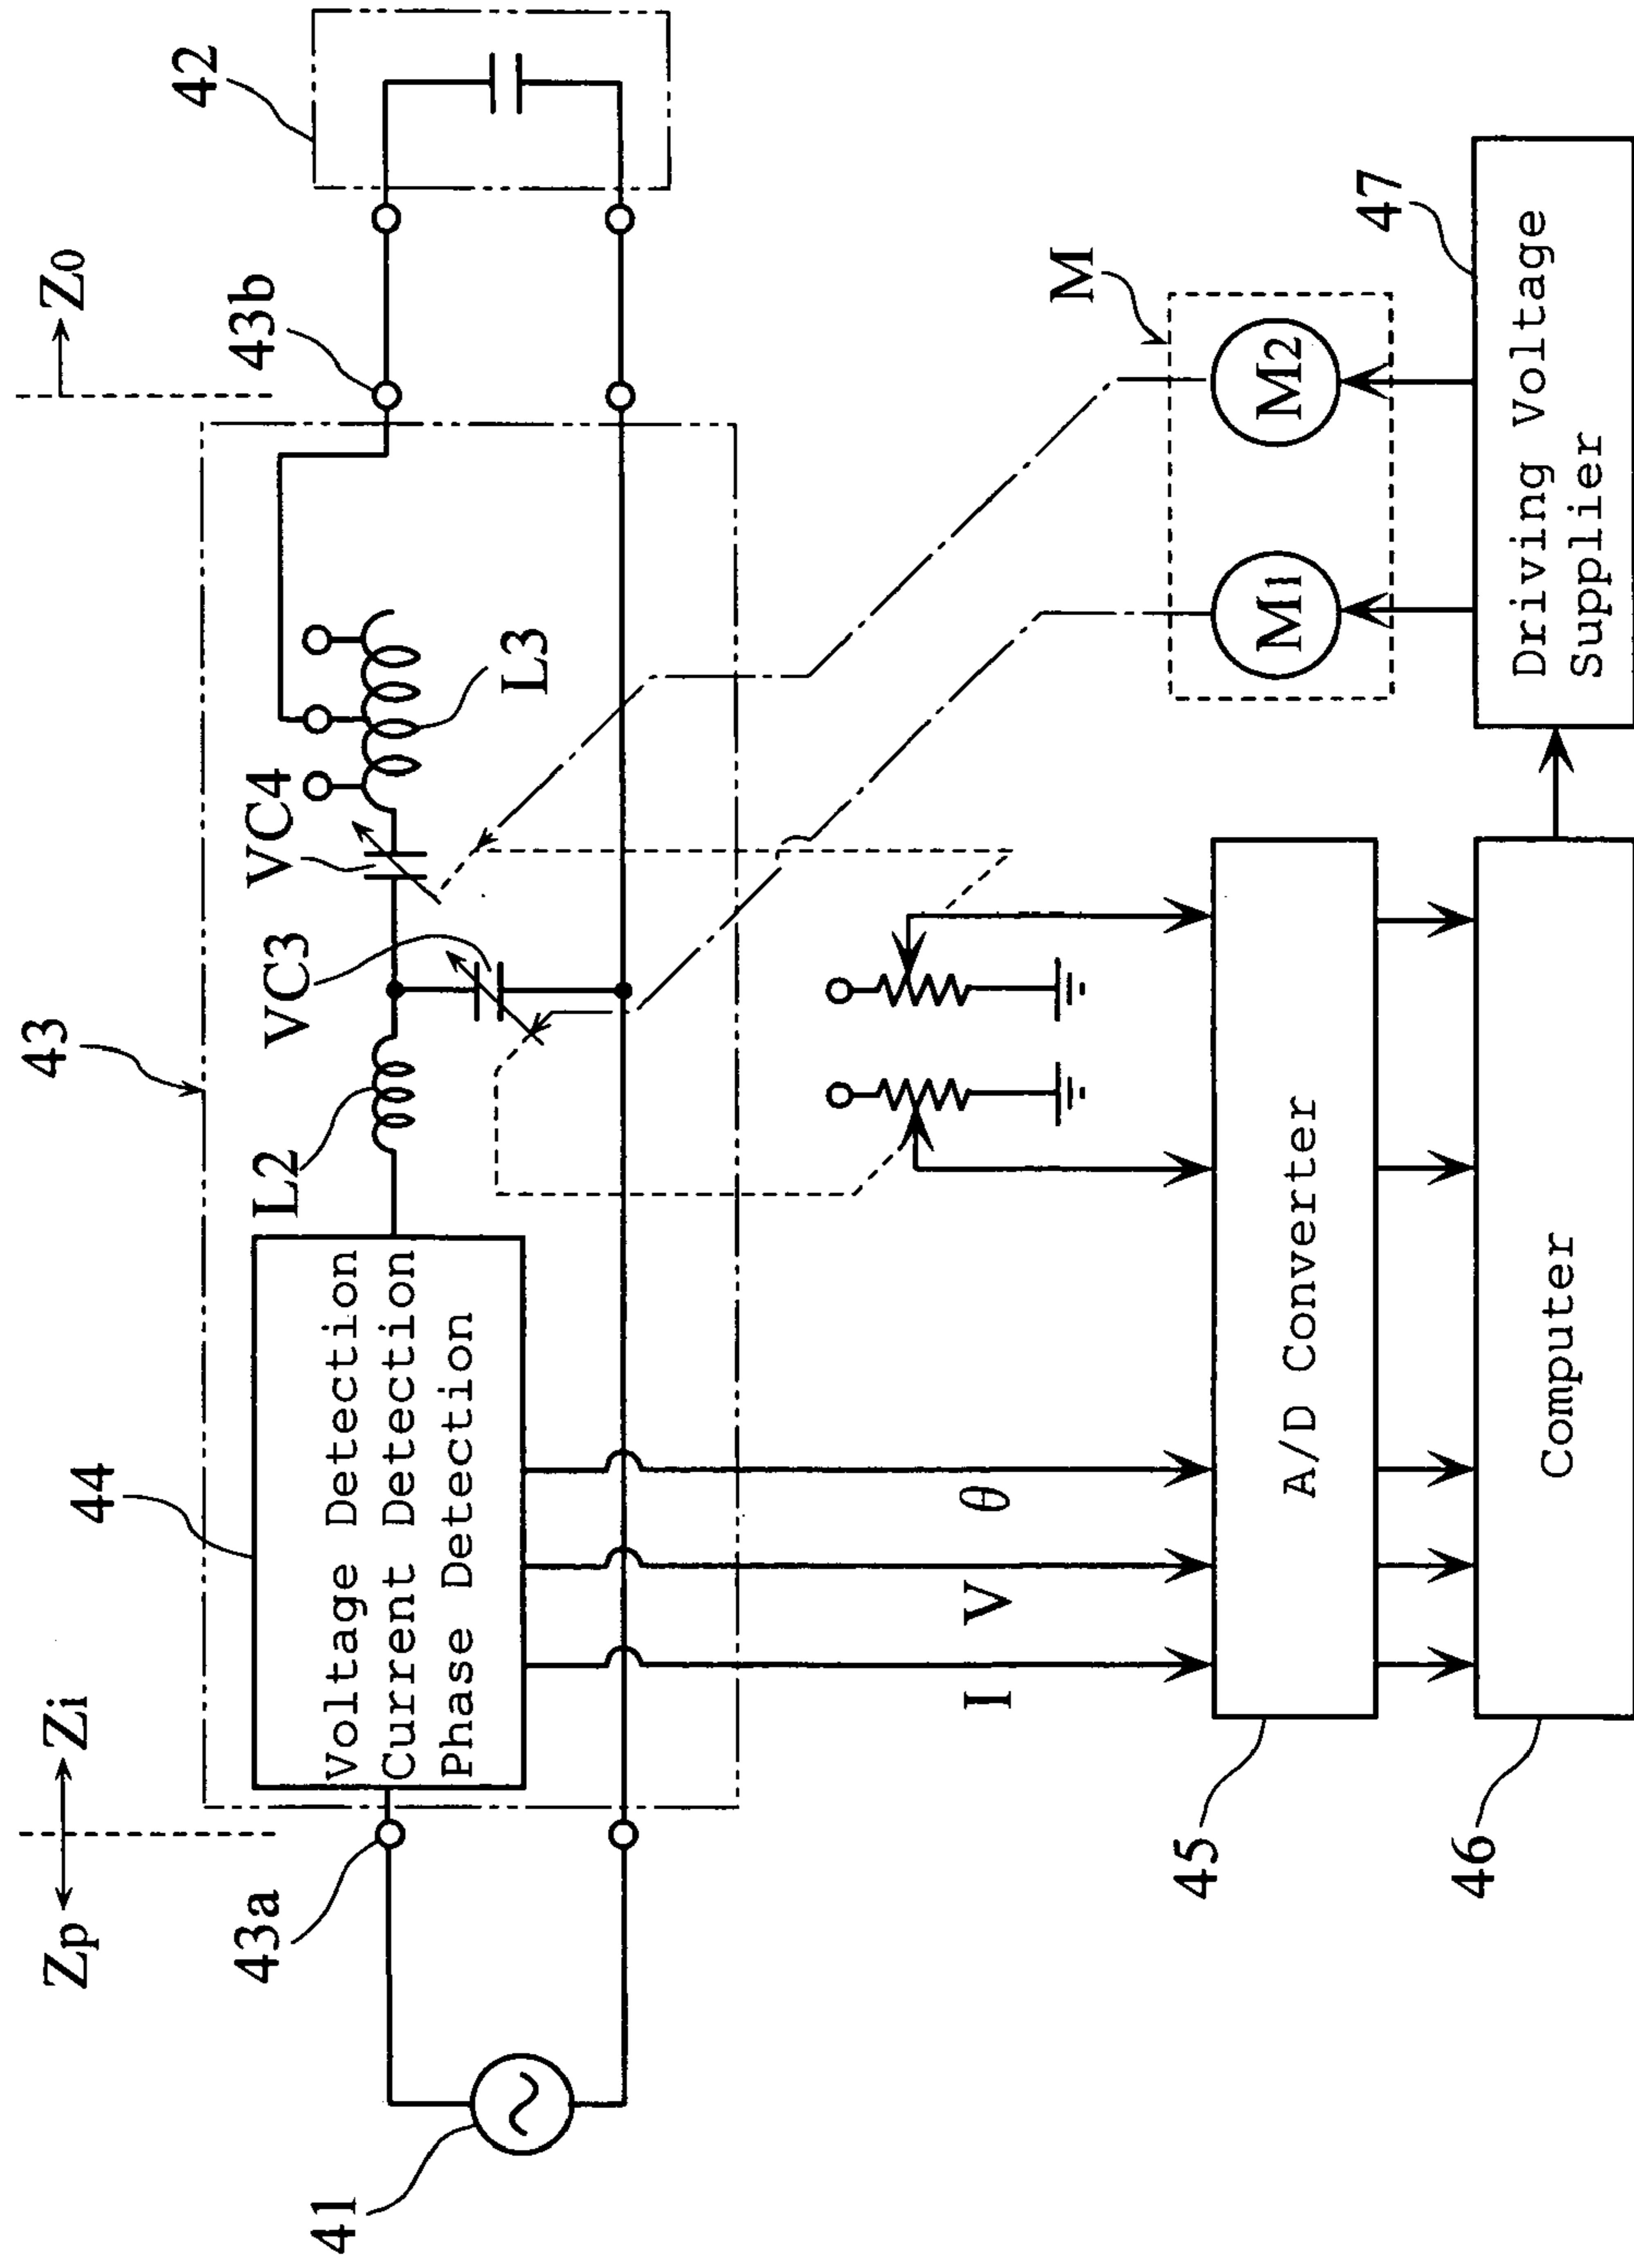 Zp
Zi
Z0
43
44
42
43a
43b
L2
VC3
VC4
L3
Voltage Detection
Current Detection
Phase Detection
41
M
I
V
θ
M1
M2
45
A/D Converter
47
Driving Voltage
Supplier
46
Computer